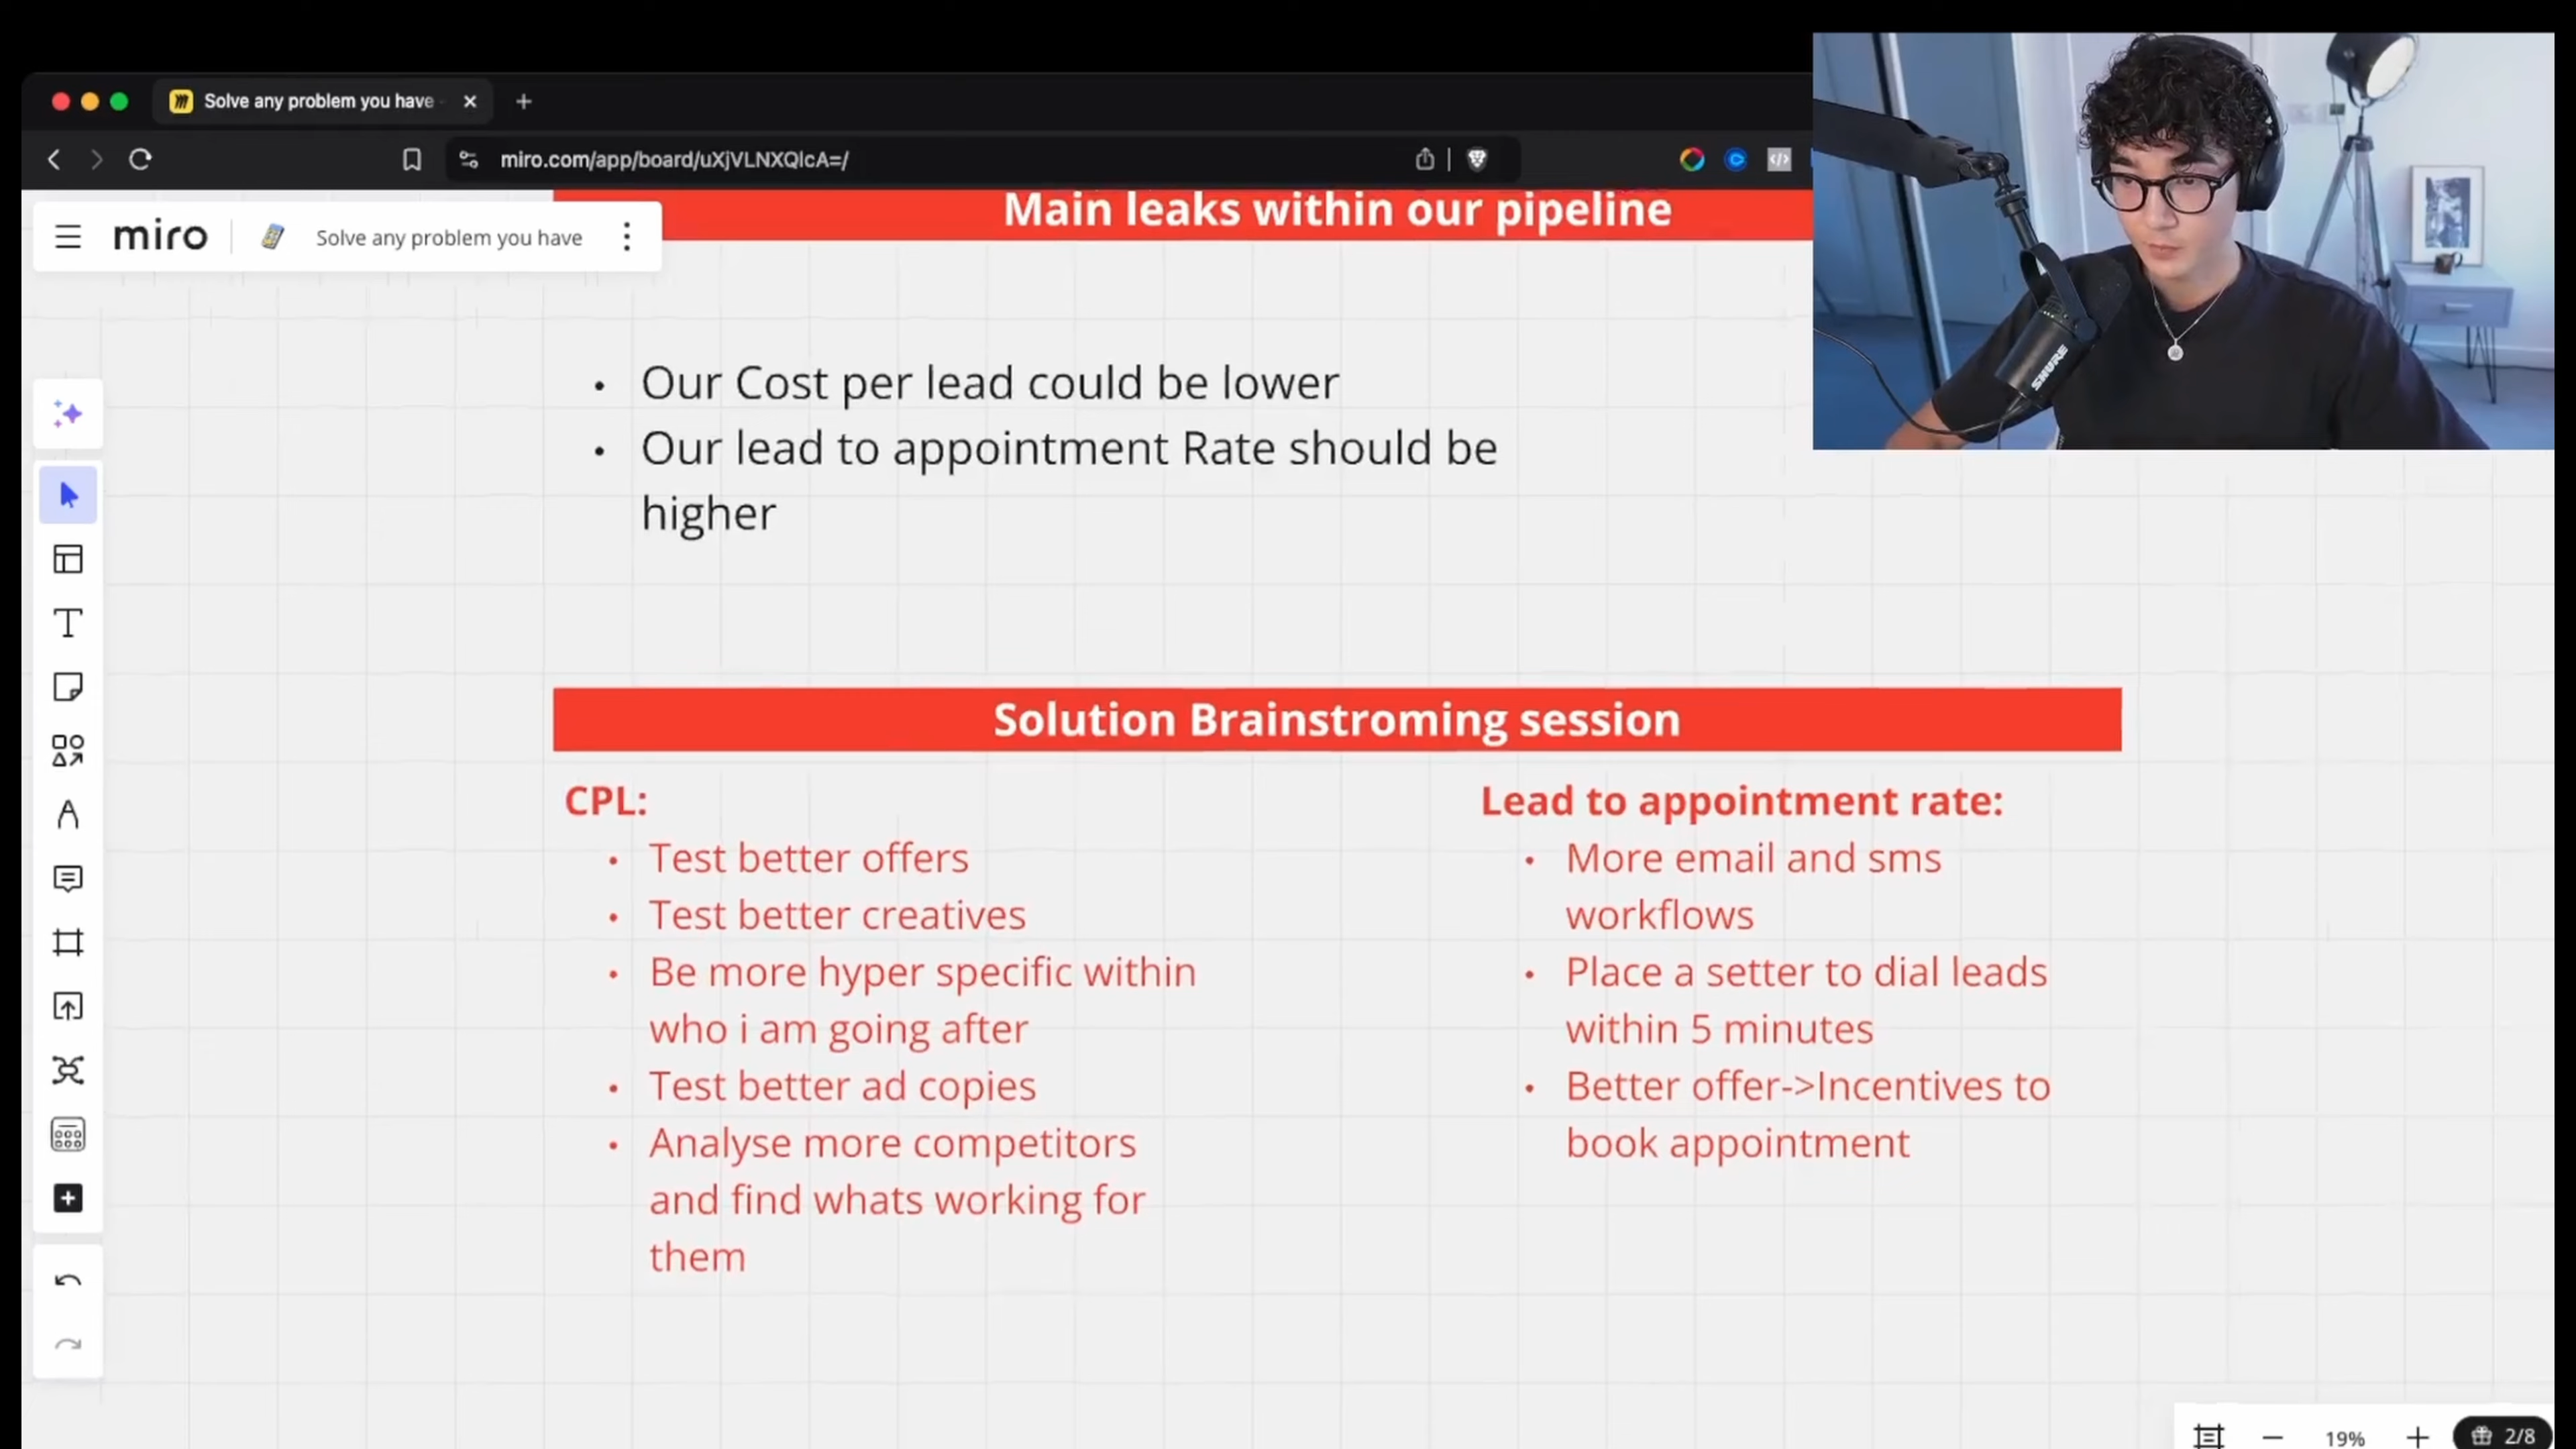 Solve any problem you have
miro.com/app/board/uXjVLNXQlcA=/
Main leaks within our pipeline
miro
Solve any problem you have
SHURE
• Our Cost per lead could be lower
• Our lead to appointment Rate should be
higher
Solution Brainstroming session
CPL:
• Test better offers
• Test better creatives
• Be more hyper specific within
who i am going after
• Test better ad copies
• Analyse more competitors
and find whats working for
them
Lead to appointment rate:
• More email and sms
workflows
• Place a setter to dial leads
within 5 minutes
• Better offer->Incentives to
book appointment
19%
2/8